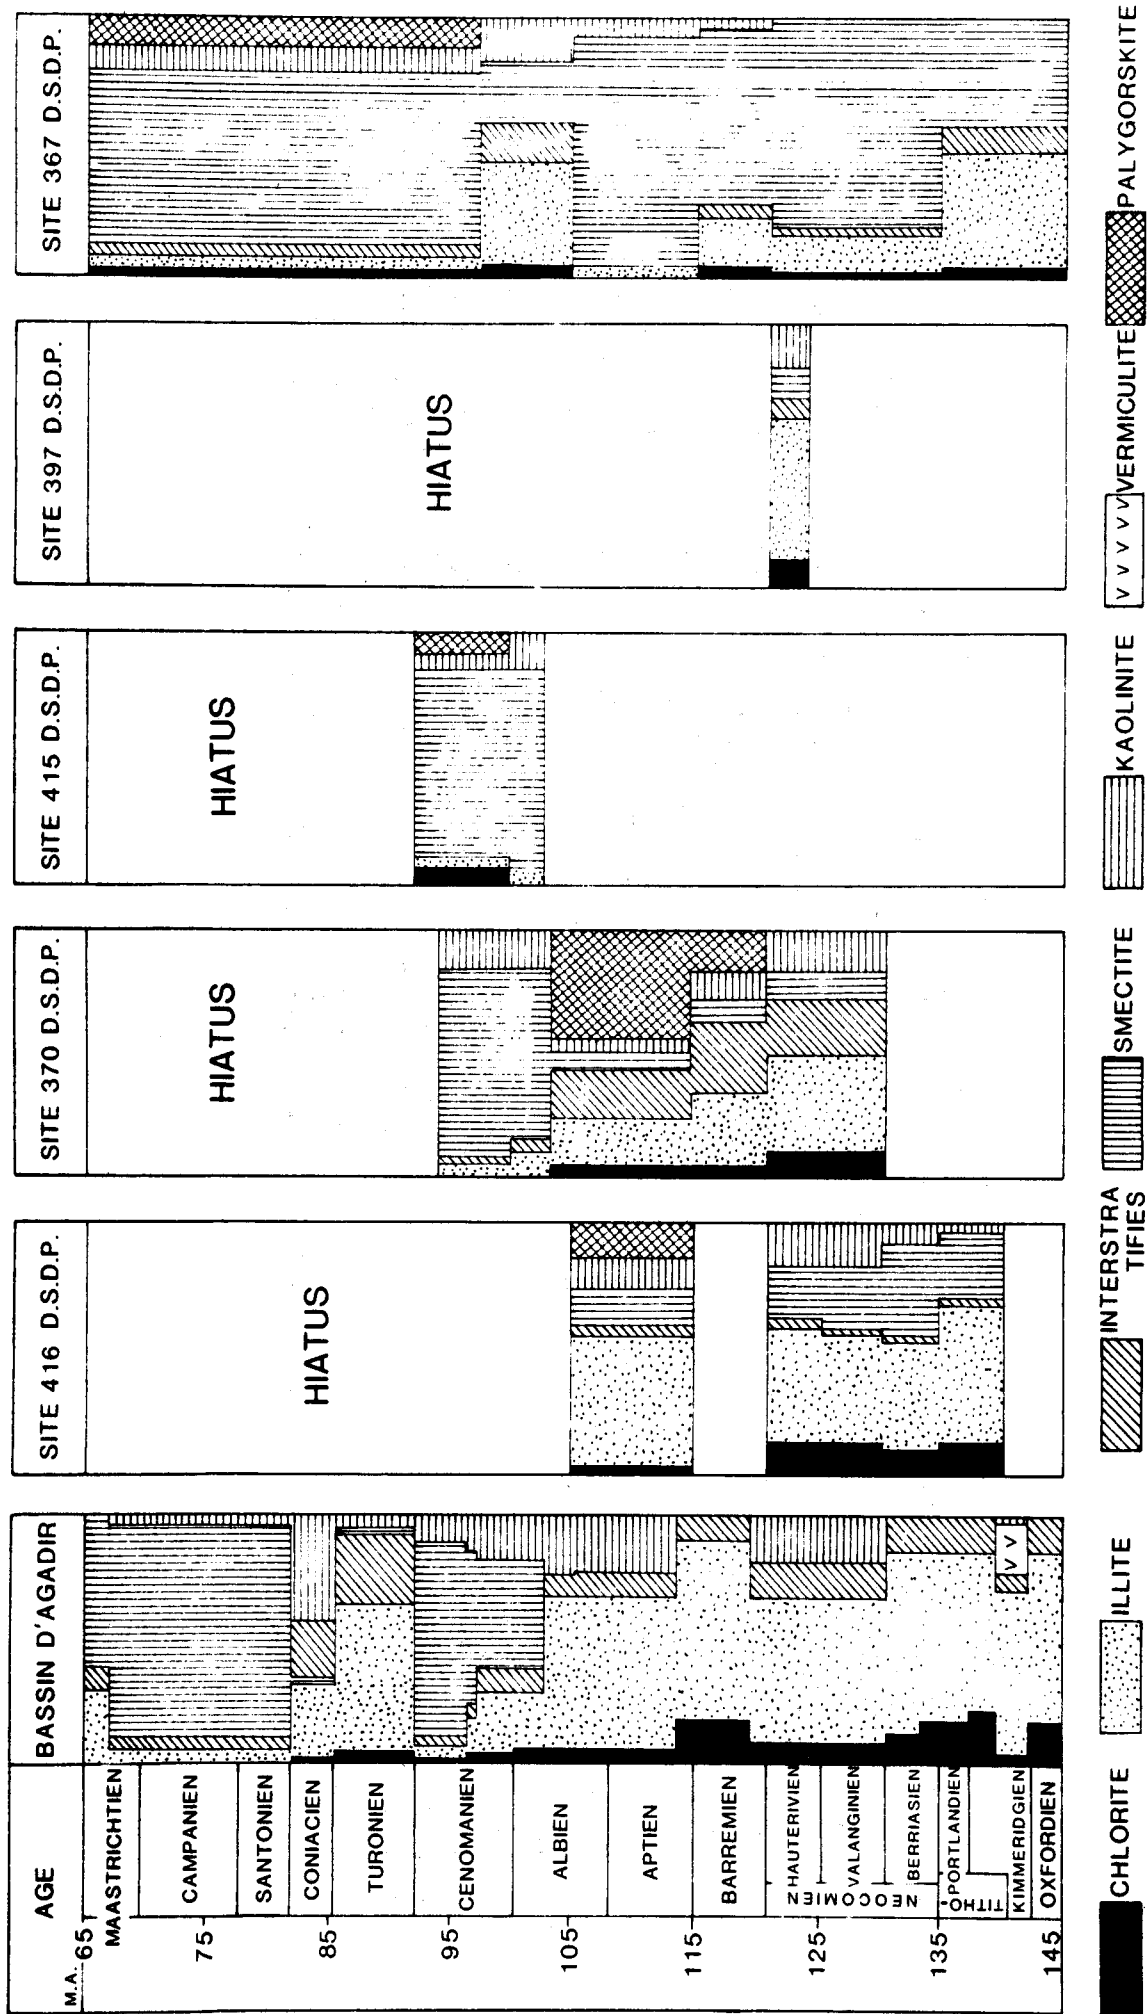 AGE
BASSIN D'AGADIR
SITE 416 D.S.D.P.
SITE 370 D.S.D.P.
SITE 415 D.S.D.P.
SITE 397 D.S.D.P.
SITE 367 D.S.D.P.
M.A.
65
75
85
95
105
115
125
135
145
MAASTRICHTIEN
CAMPANIEN
SANTONIEN
CONIACIEN
TURONIEN
CENOMANIEN
ALBIEN
APTIEN
BARREMIEN
NEOCOMIEN
HAUTERIVIEN
VALANGINIEN
BERRIASIEN
TITHO-
PORTLANDIEN
KIMMERIDGIEN
OXFORDIEN
V V
HIATUS
HIATUS
HIATUS
HIATUS
CHLORITE
ILLITE
INTERSTRA
TIFIES
SMECTITE
KAOLINITE
V V V V VERMICULITE
PALYGORSKITE